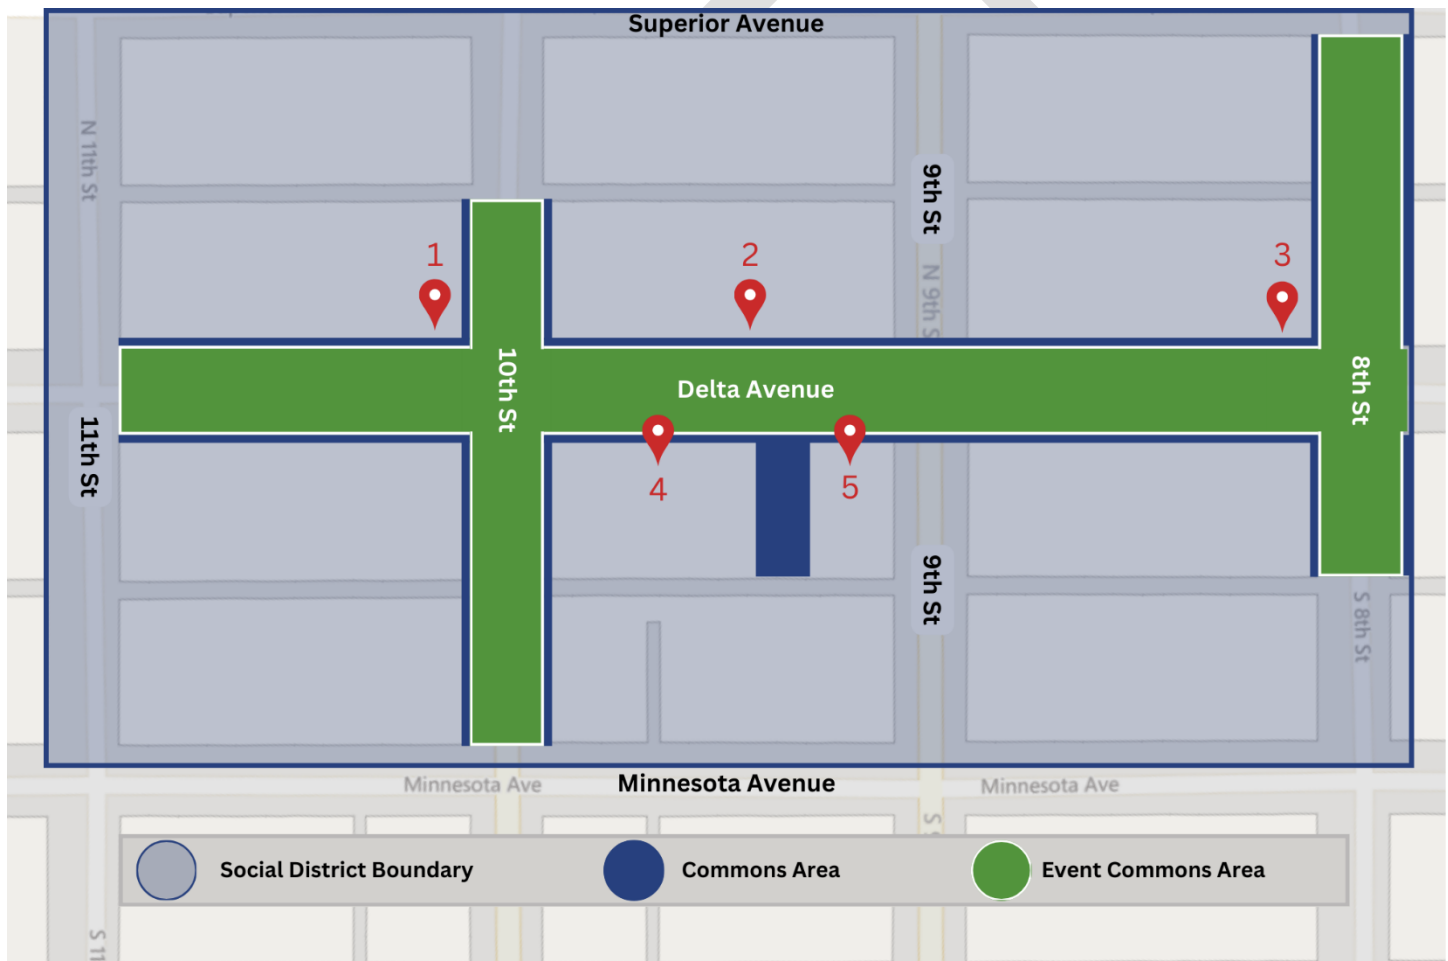 Superior Avenue
N 11th St
9th St
N 9th S
1
2
3
10th St
Delta Avenue
8th St
11th St
4
5
9th St
S 8th St
Minnesota Avenue
Minnesota Ave
Minnesota Ave
S
Social District Boundary
Commons Area
Event Commons Area
S 11